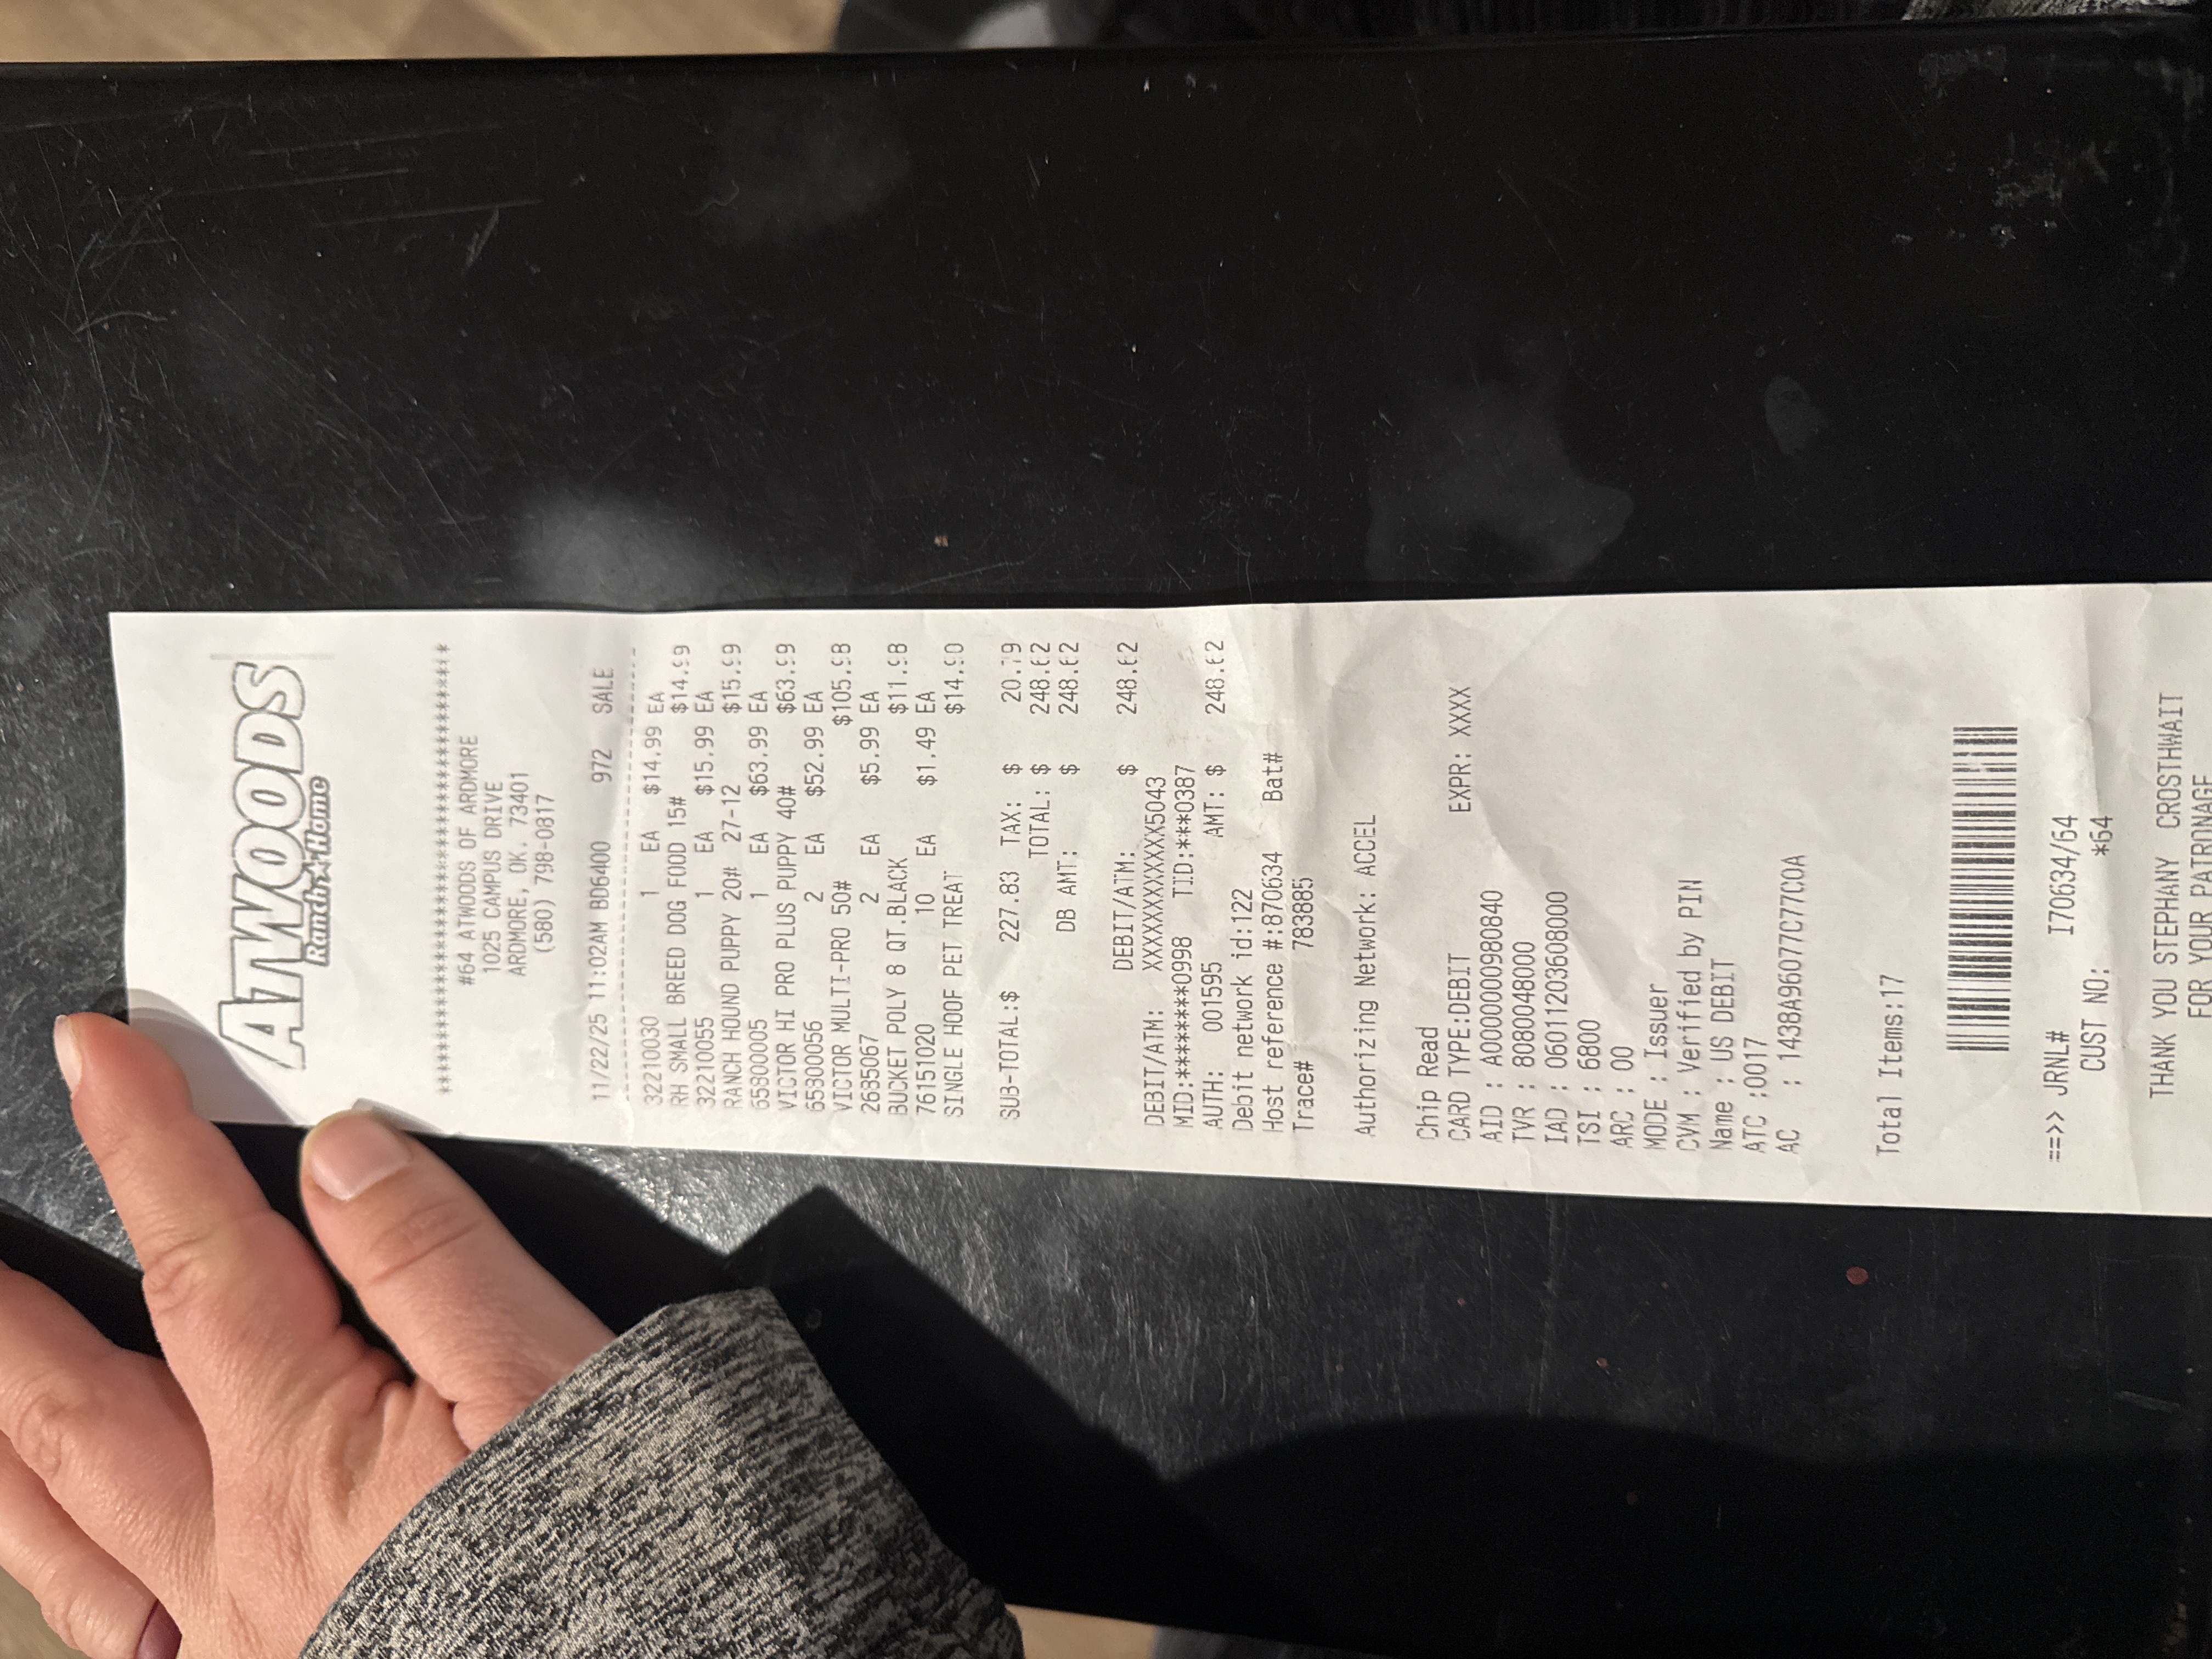 ATWOODS
Ranch★Home
****************************************
#64 ATWOODS OF ARDMORE
1025 CAMPUS DRIVE
ARDMORE, OK. 73401
(580) 798-0817
11/22/25 11:02AM BD6400 972 SALE
32210030 1 EA $14.99 EA
RH SMALL BREED DOG FOOD 15# $14.99
32210055 1 EA $15.99 EA
RANCH HOUND PUPPY 20# 27-12 $15.99
65800005 1 EA $63.99 EA
VICTOR HI PRO PLUS PUPPY 40# $63.99
65800056 2 EA $52.99 EA
VICTOR MULTI-PRO 50# $105.98
2685067 2 EA $5.99 EA
BUCKET POLY 8 QT.BLACK $11.98
76151020 10 EA $1.49 EA
SINGLE HOOF PET TREAT $14.90
SUB-TOTAL:$ 227.83 TAX: $ 20.79
TOTAL: $ 248.62
DB AMT: $ 248.62
DEBIT/ATM: $ 248.62
DEBIT/ATM: XXXXXXXXXXXX5043
MID:********0998 TID:***0387
AUTH: 001595 AMT: $ 248.62
Debit network id:122
Host reference #:870634 Bat#
Trace# 783885
Authorizing Network: ACCEL
Chip Read
CARD TYPE:DEBIT EXPR: XXXX
AID : A0000000980840
TVR : 8080048000
IAD : 06011203608000
TSI : 6800
ARC : 00
MODE : Issuer
CVM : Verified by PIN
Name : US DEBIT
ATC :0017
AC : 1438A96077C77C0A
Total Items:17
==>> JRNL# I70634/64
CUST NO: *64
THANK YOU STEPHANY CROSTHWAIT
FOR YOUR PATRONAGE